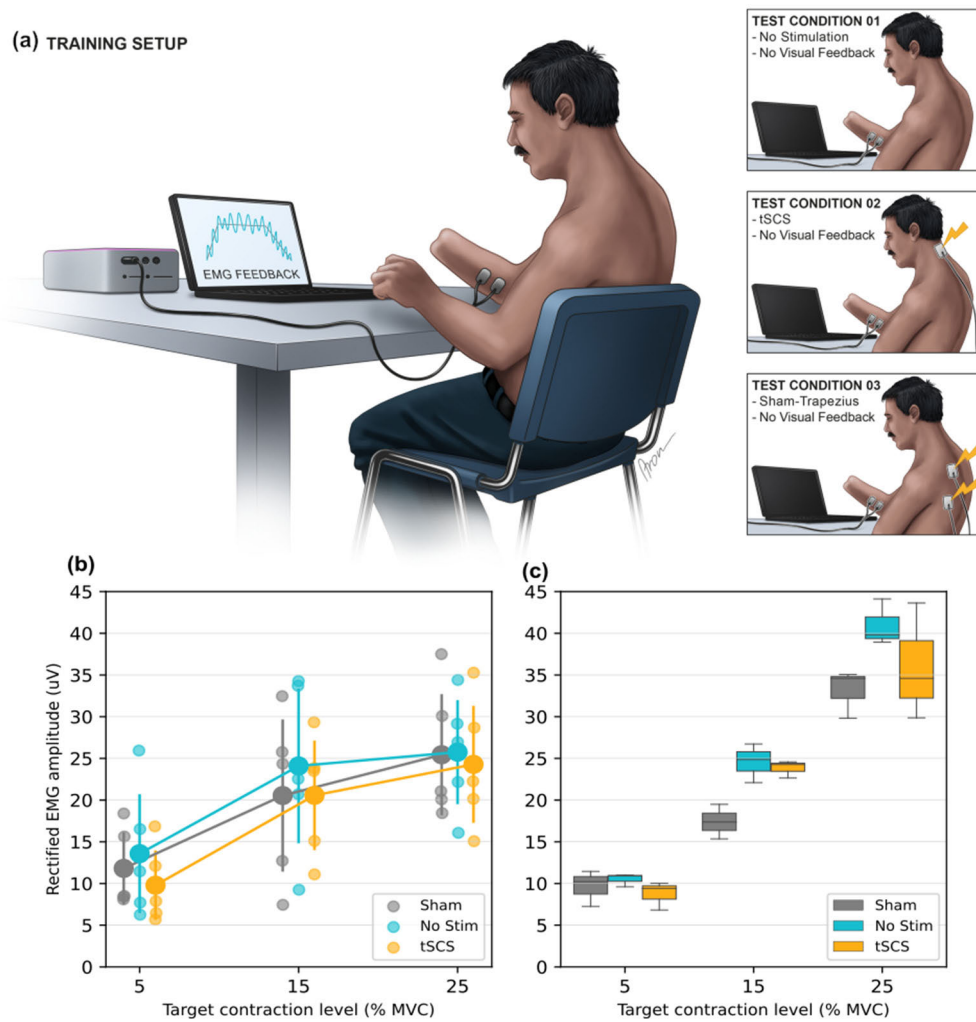 (a) TRAINING SETUP
EMG FEEDBACK
Aron
TEST CONDITION 01
- No Stimulation
- No Visual Feedback
TEST CONDITION 02
- tSCS
- No Visual Feedback
TEST CONDITION 03
- Sham-Trapezius
- No Visual Feedback
(b)
Rectified EMG amplitude (uV)
45
40
35
30
25
20
15
10
5
0
Sham
No Stim
tSCS
5 15 25
Target contraction level (% MVC)
(c)
45
40
35
30
25
20
15
10
5
0
Sham
No Stim
tSCS
5 15 25
Target contraction level (% MVC)